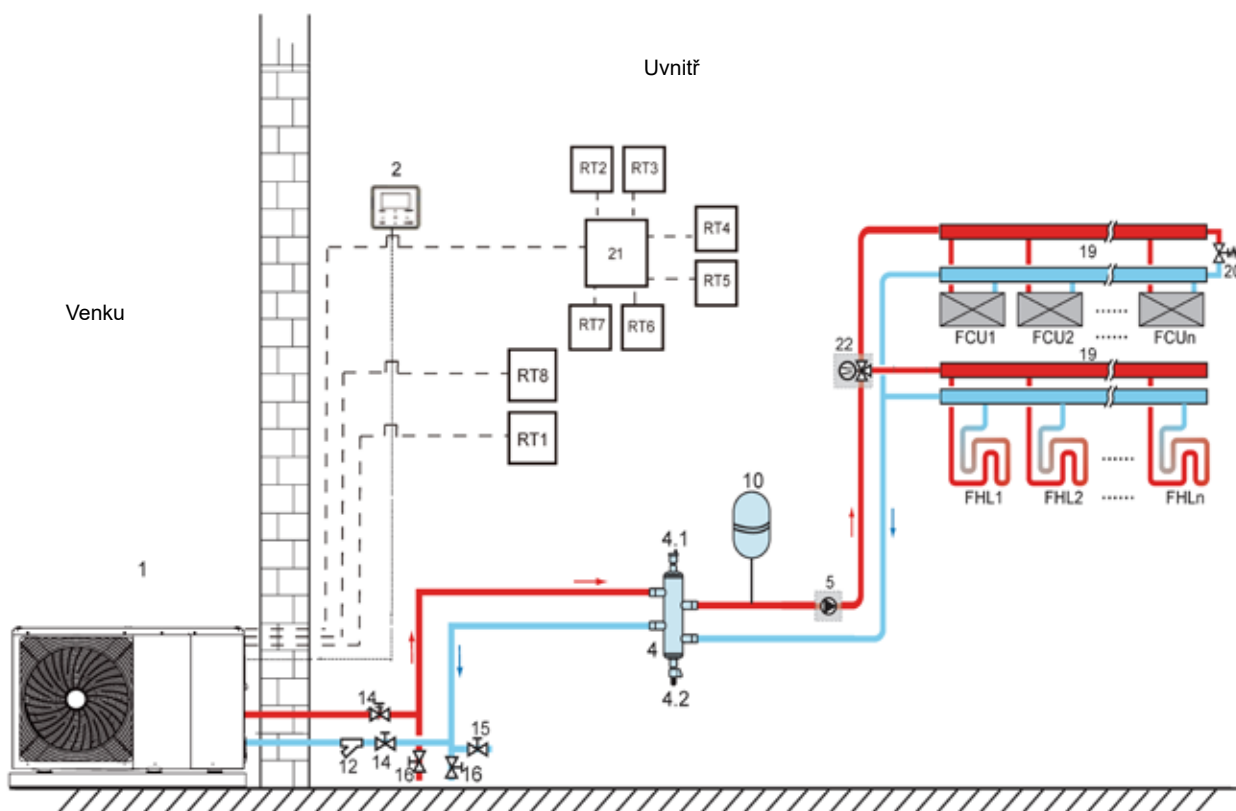 Uvnitř
Venku
2
RT2 RT3
RT4
21
RT5
RT7 RT6
RT8
RT1
19
20
FCU1 FCU2 ...... FCUn
......
22
19
FHL1 FHL2 ...... FHLn
......
10
1
4.1
5
4
4.2
14
15
12 14 16 16